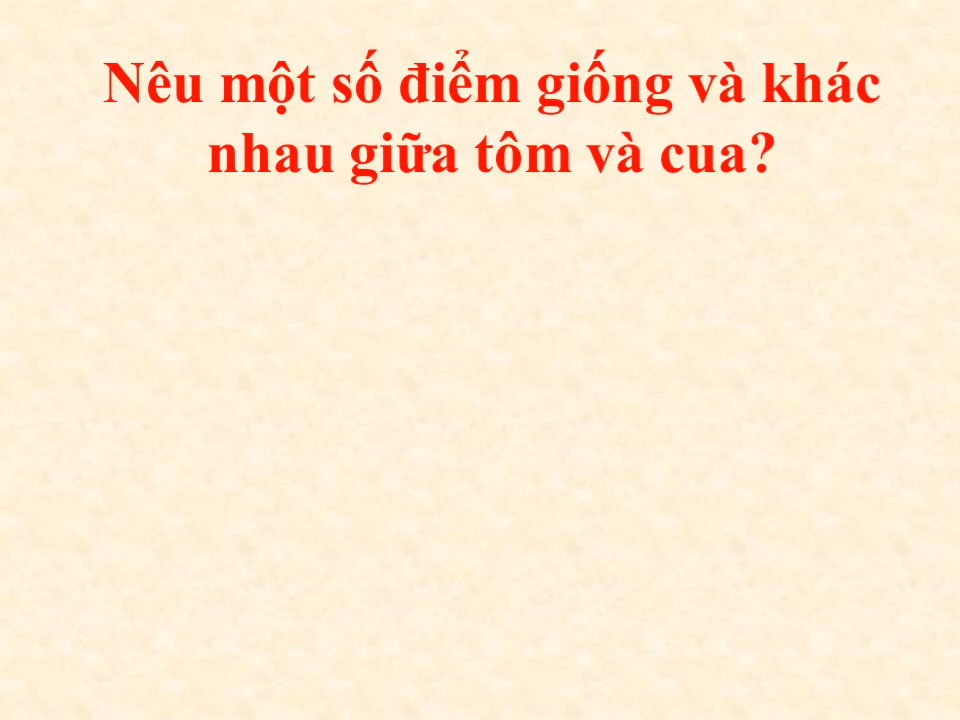 Nêu một số điểm giống và khác
nhau giữa tôm và cua?